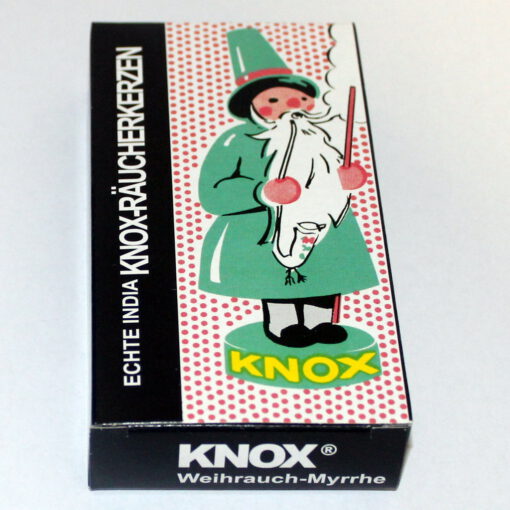 ECHTE INDIA KNOX-RÄUCHERKERZEN
KNOX
KNOX®
Weihrauch-Myrrhe